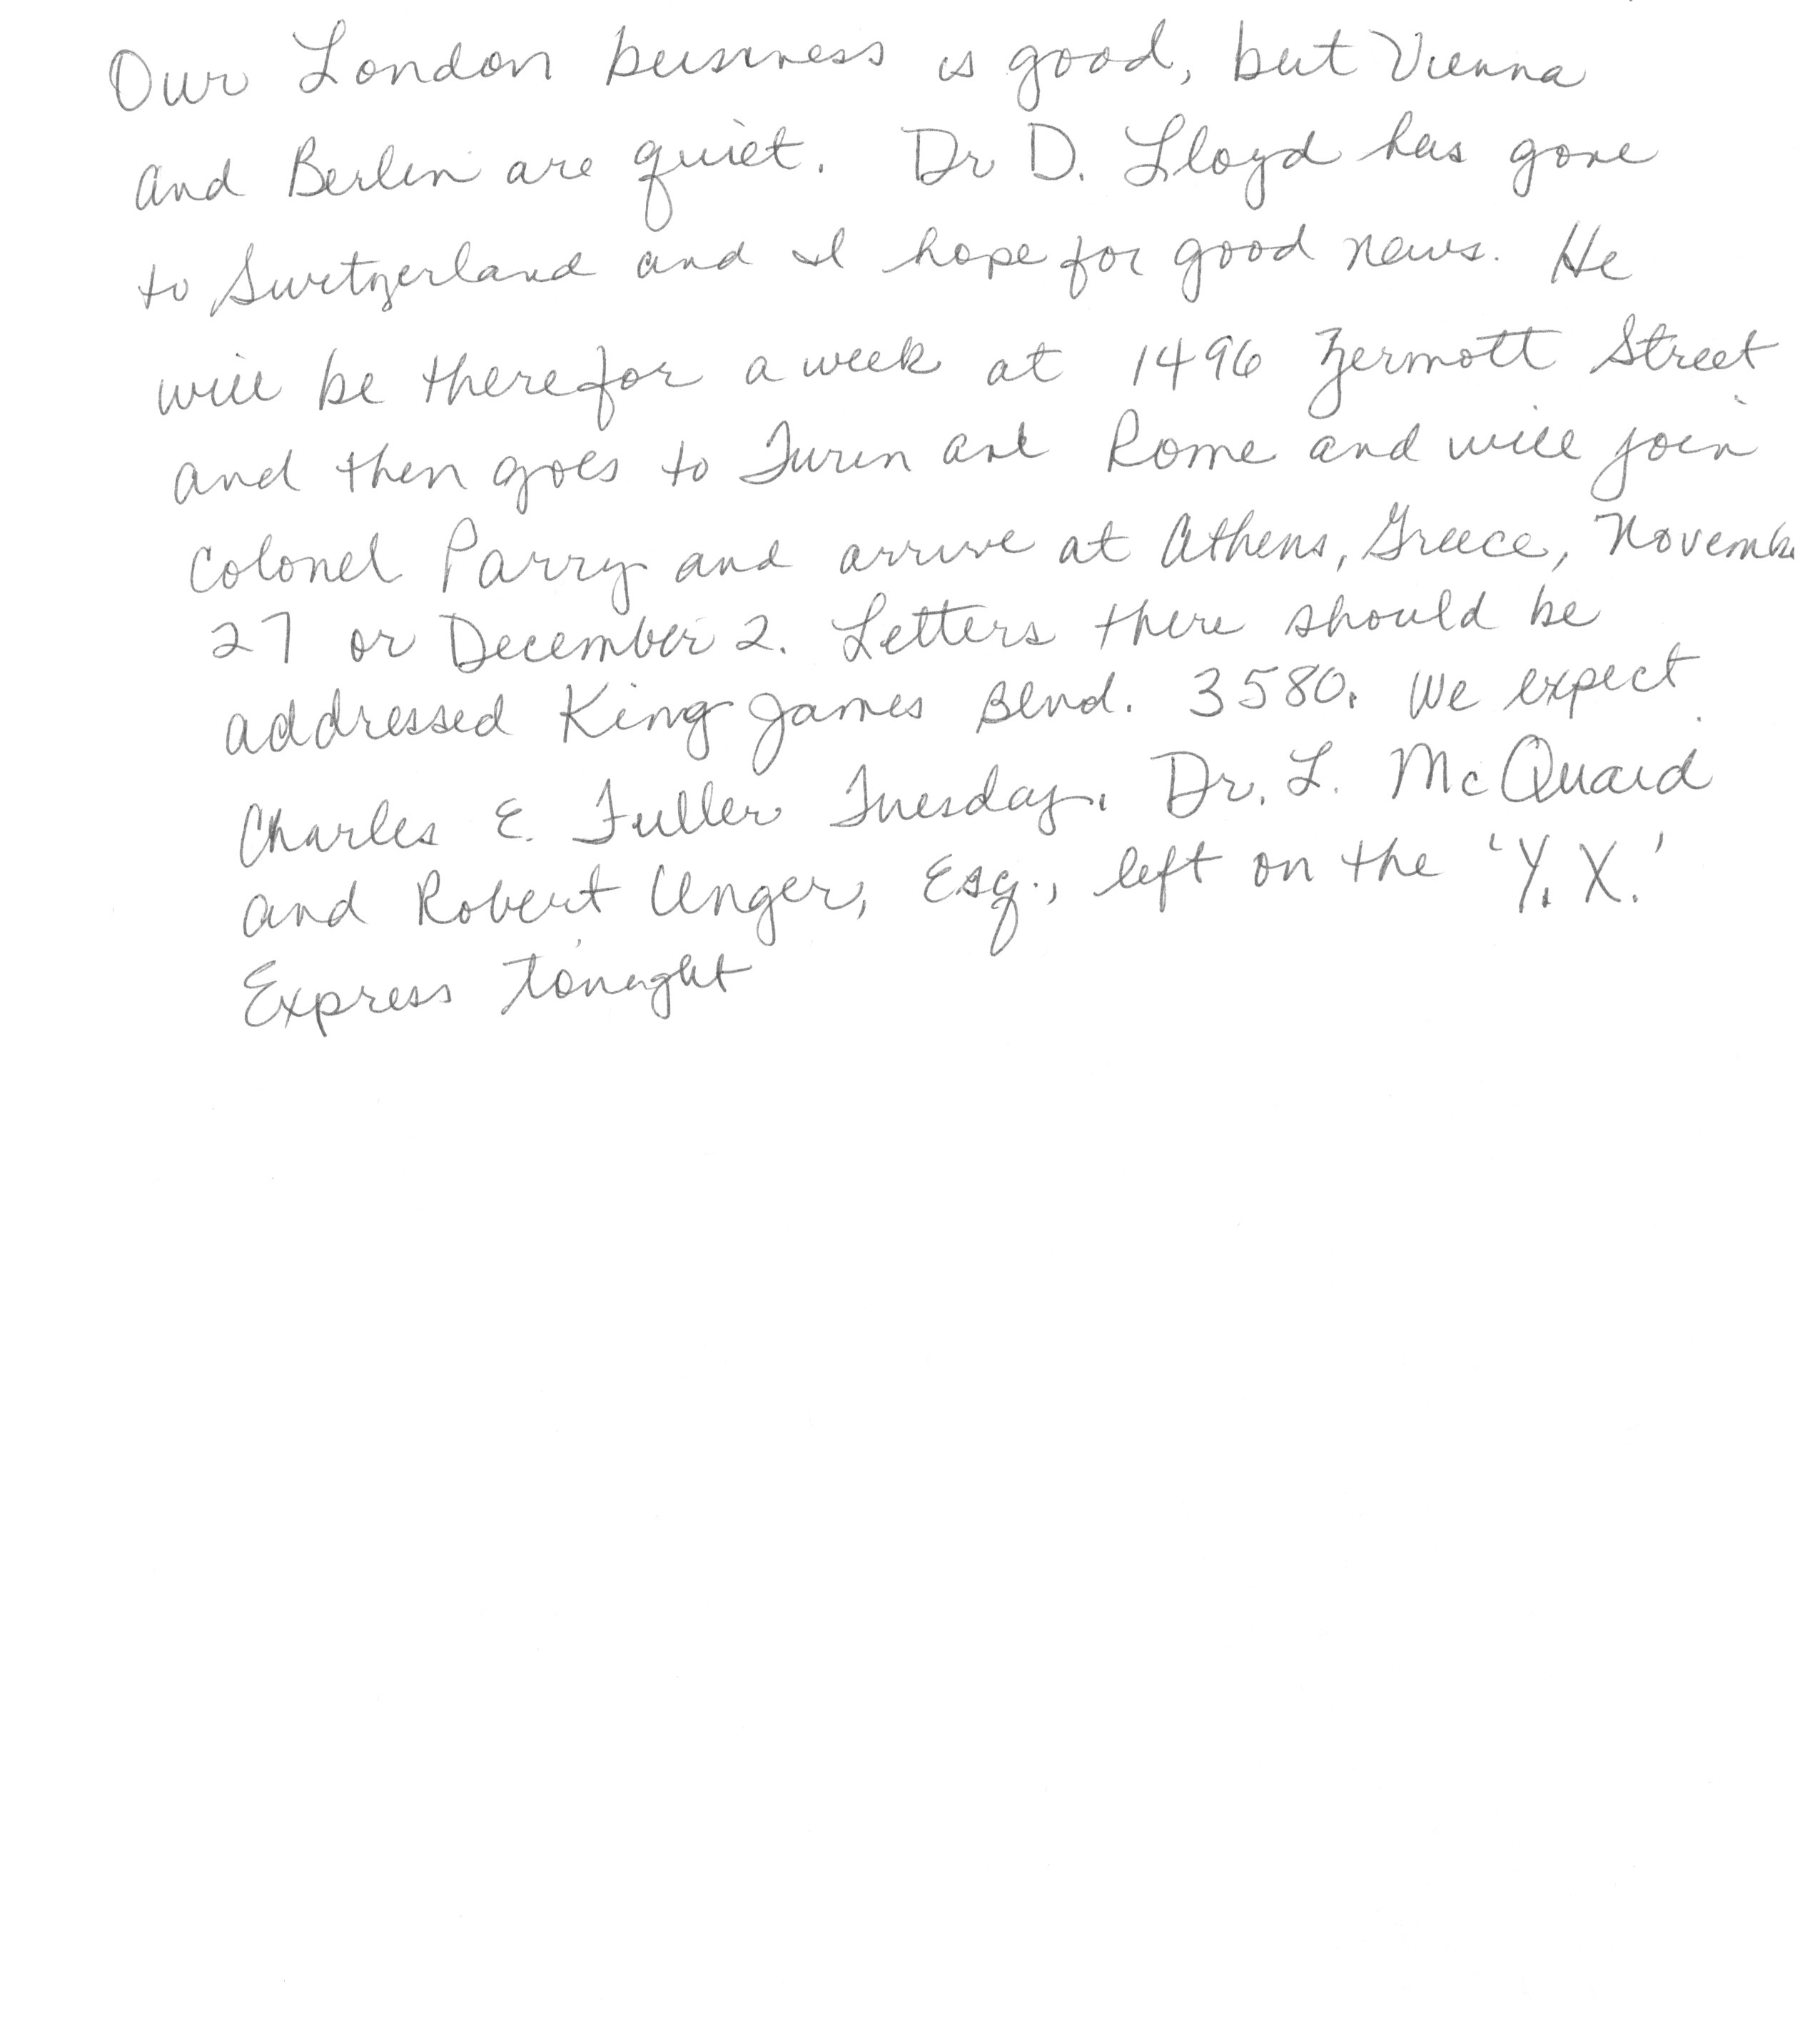 Our London business is good, but Vienna
and Berlin are quiet. Dr D. Lloyd has gone
to Switzerland and I hope for good news. He
will be there for a week at 1496 Zermott Street
and then goes to Turin and Rome and will join
Colonel Parry and arrive at Athens, Greece, November
27 or December 2. Letters there should be
addressed King James Blvd. 3580. We expect
Charles E. Fuller Tuesday. Dr. L. McQuaid
and Robert Unger, Esq., left on the 'Y. X.'
Express tonight